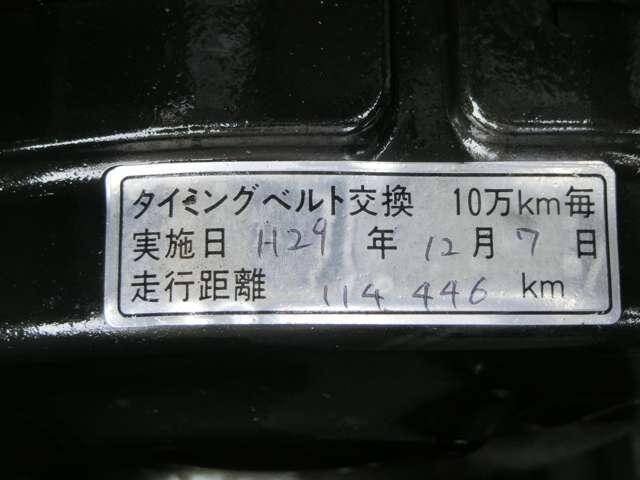 タイミングベルト交換 10万km毎
実施日 H29 年 12月 7 日
走行距離 114 446 km